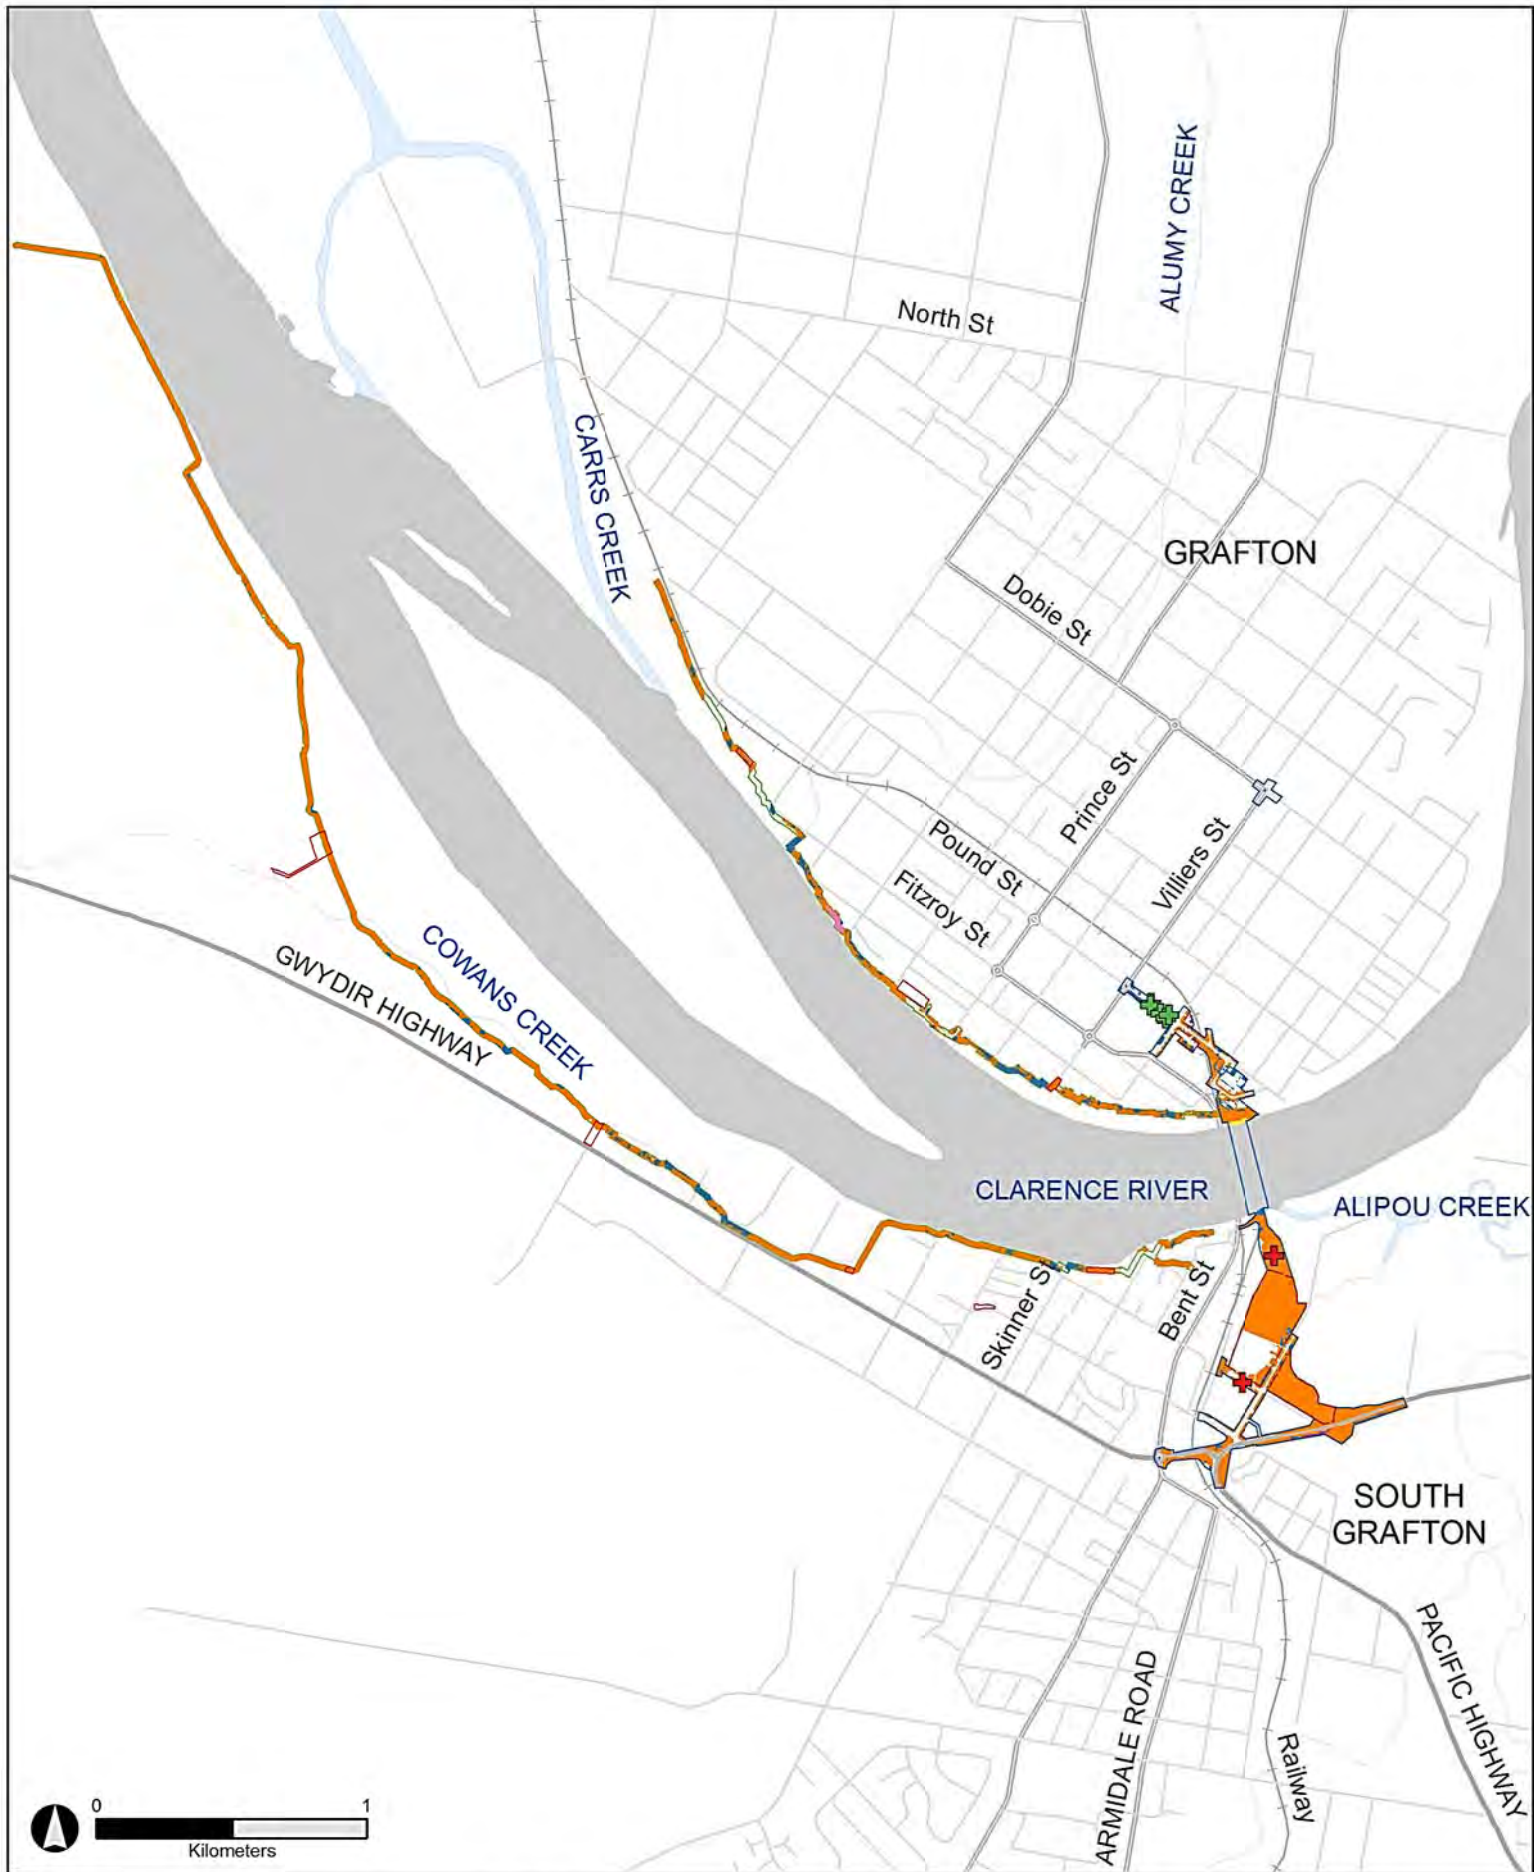 ALUMY CREEK
North St
CARRS CREEK
GRAFTON
Dobie St
Prince St
Pound St
Villiers St
Fitzroy St
COWANS CREEK
GWYDIR HIGHWAY
CLARENCE RIVER
ALIPOU CREEK
Skinner S
Bent St
SOUTH
GRAFTON
PACIFIC HIGHWAY
ARMIDALE ROAD
Railway
0 1
Kilometers